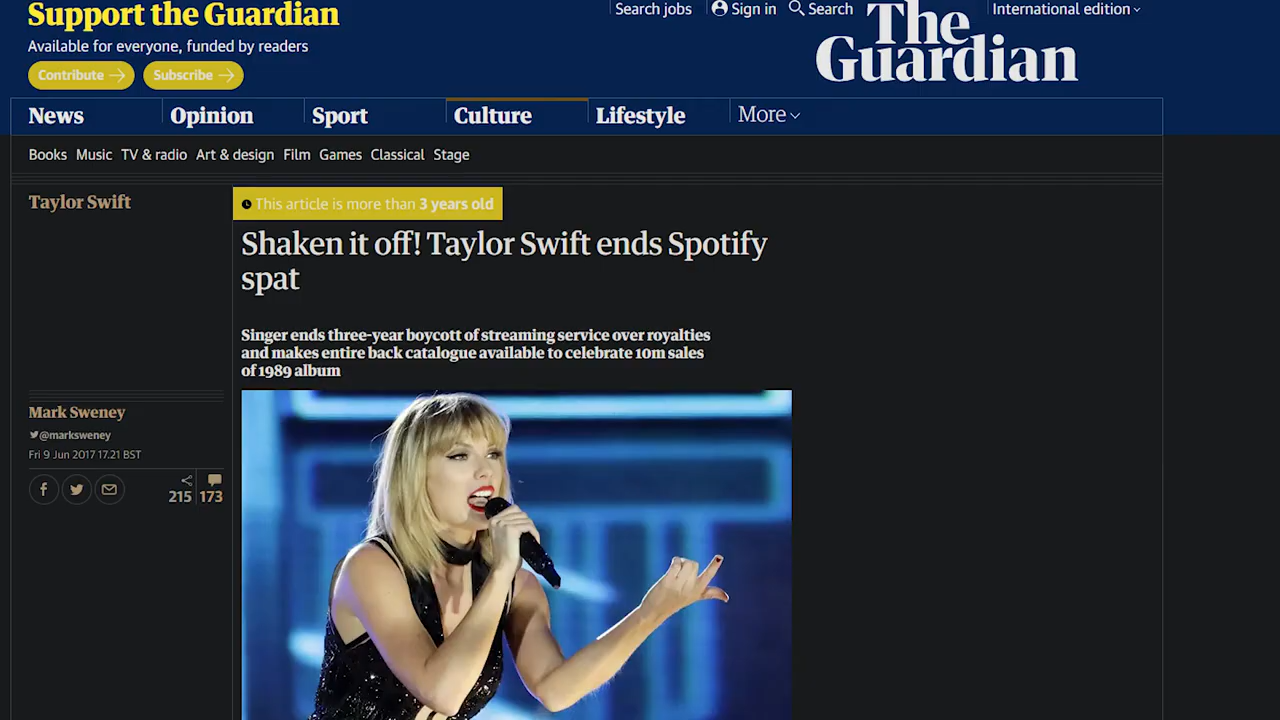 Support the Guardian
Available for everyone, funded by readers
Contribute
Subscribe
Search jobs
Sign in
Search
International edition
The
Guardian
News
Opinion
Sport
Culture
Lifestyle
More
Books Music TV & radio Art & design Film Games Classical Stage
Taylor Swift
This article is more than 3 years old
Shaken it off! Taylor Swift ends Spotify
spat
Singer ends three-year boycott of streaming service over royalties
and makes entire back catalogue available to celebrate 10m sales
of 1989 album
Mark Sweney
@marksweney
Fri 9 Jun 2017 17.21 BST
215
173